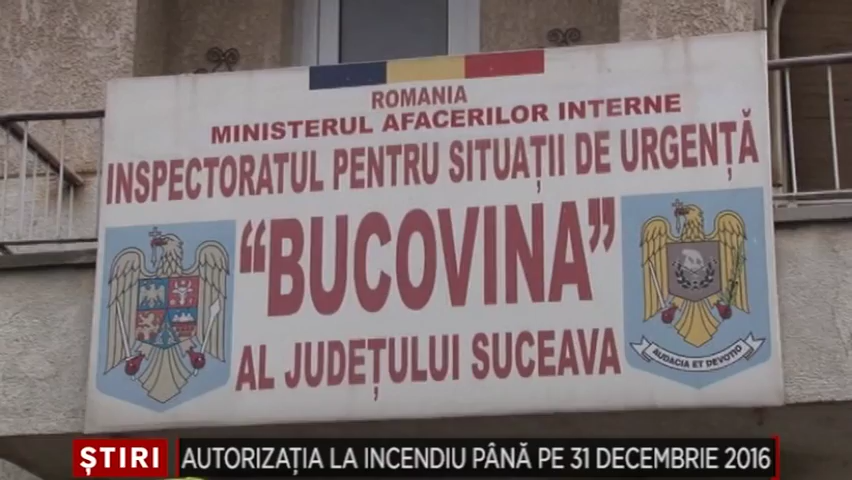 ROMANIA
MINISTERUL AFACERILOR INTERNE
INSPECTORATUL PENTRU SITUAȚII DE URGENȚĂ
“BUCOVINA”
AL JUDEȚULUI SUCEAVA
AUDACIA ET DEVOTIO
ȘTIRI AUTORIZAȚIA LA INCENDIU PÂNĂ PE 31 DECEMBRIE 2016